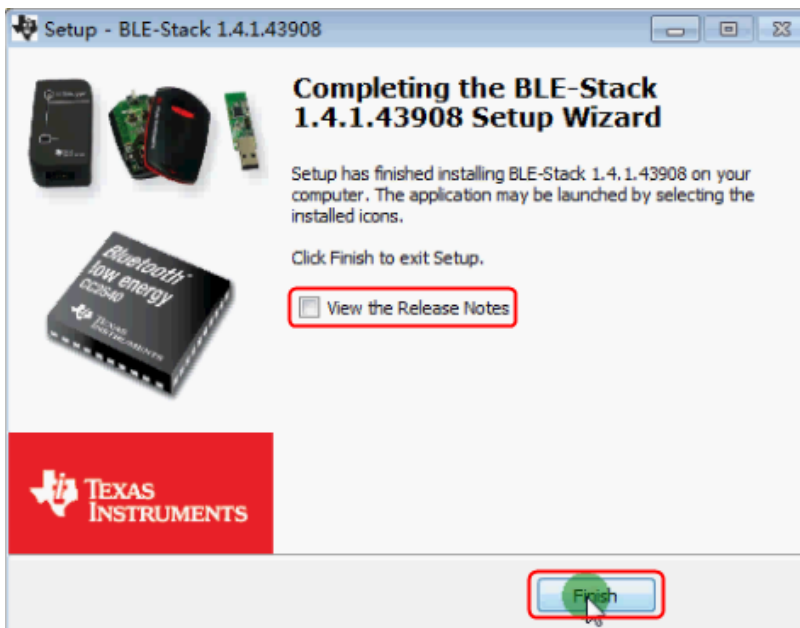 Setup - BLE-Stack 1.4.1.43908
Completing the BLE-Stack
1.4.1.43908 Setup Wizard
Setup has finished installing BLE-Stack 1.4.1.43908 on your
computer. The application may be launched by selecting the
installed icons.
Click Finish to exit Setup.
View the Release Notes
Bluetooth
low energy
CC2540
TEXAS
INSTRUMENTS
TEXAS
INSTRUMENTS
Finish